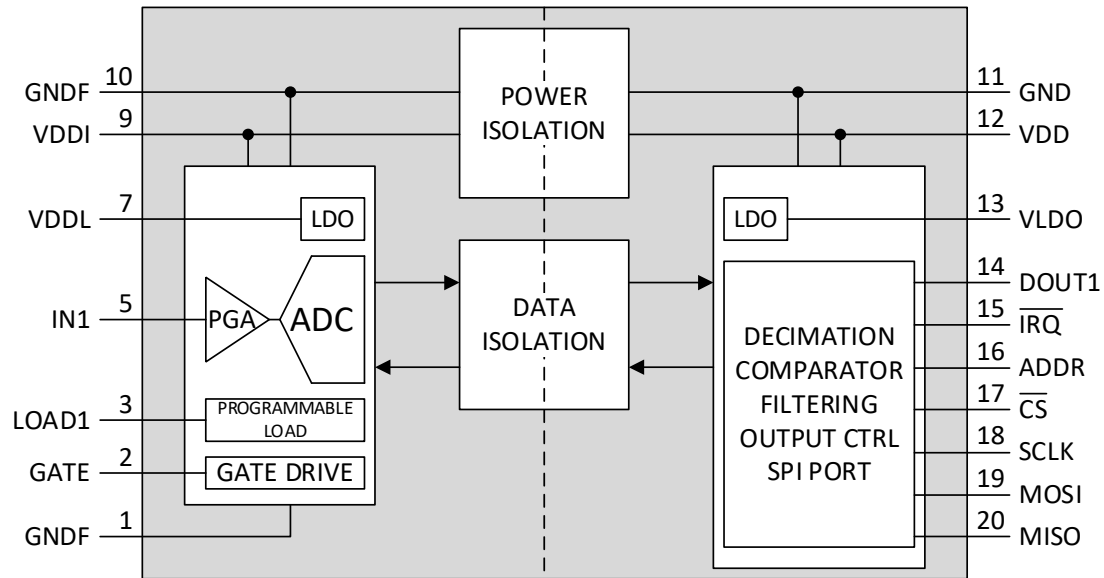 10
GNDF
9
VDDI
7
VDDL
LDO
5
IN1
PGA
ADC
3
LOAD1
PROGRAMMABLE
LOAD
2
GATE
GATE DRIVE
1
GNDF
POWER
ISOLATION
DATA
ISOLATION
11
GND
12
VDD
LDO
13
VLDO
DECIMATION
COMPARATOR
FILTERING
OUTPUT CTRL
SPI PORT
14
DOUT1
15
IRQ
16
ADDR
17
CS
18
SCLK
19
MOSI
20
MISO